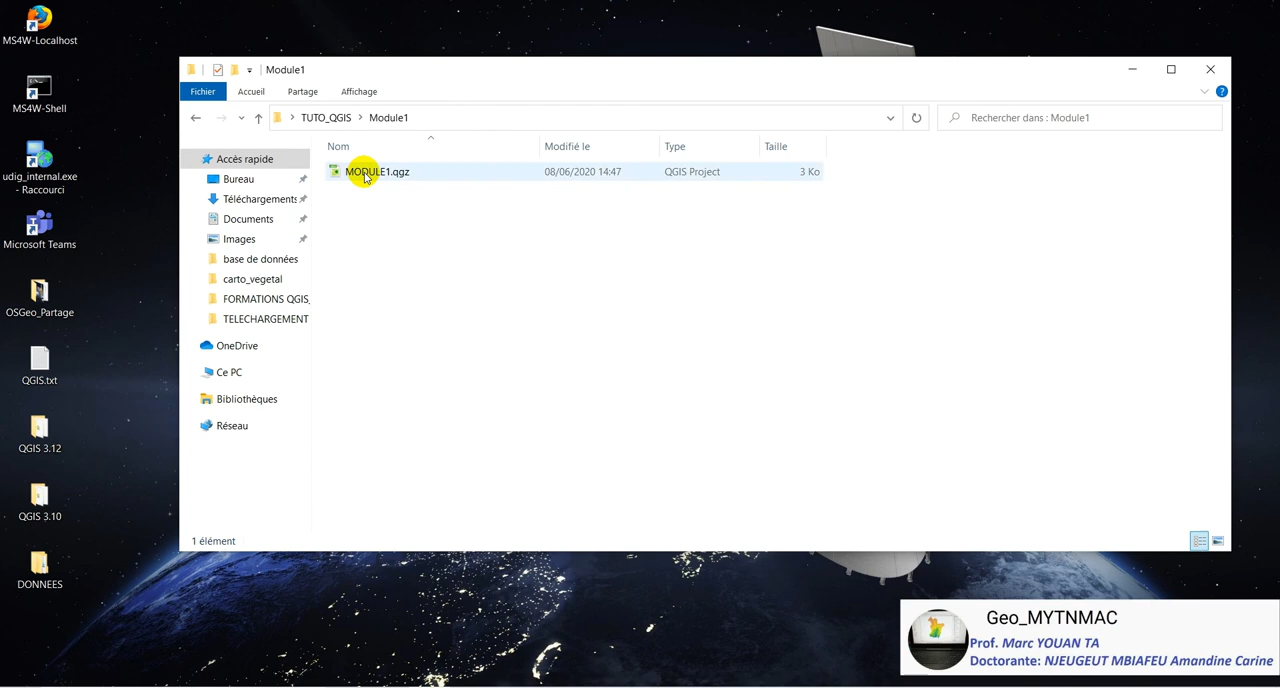 MS4W-Localhost
MS4W-Shell
udig_internal.exe
- Raccourci
Microsoft Teams
OSGeo_Partage
QGIS.txt
QGIS 3.12
QGIS 3.10
DONNEES
Module1
Fichier
Accueil
Partage
Affichage
TUTO_QGIS > Module1
Rechercher dans : Module1
Nom
Modifié le
Type
Taille
MODULE1.qgz
08/06/2020 14:47
QGIS Project
3 Ko
Accès rapide
Bureau
Téléchargements
Documents
Images
base de données
carto_vegetal
FORMATIONS QGIS_
TELECHARGEMENT
OneDrive
Ce PC
Bibliothèques
Réseau
1 élément
Geo_MYTNMAC
Prof. Marc YOUAN TA
Doctorante: NJEUGEUT MBIAFEU Amandine Carine